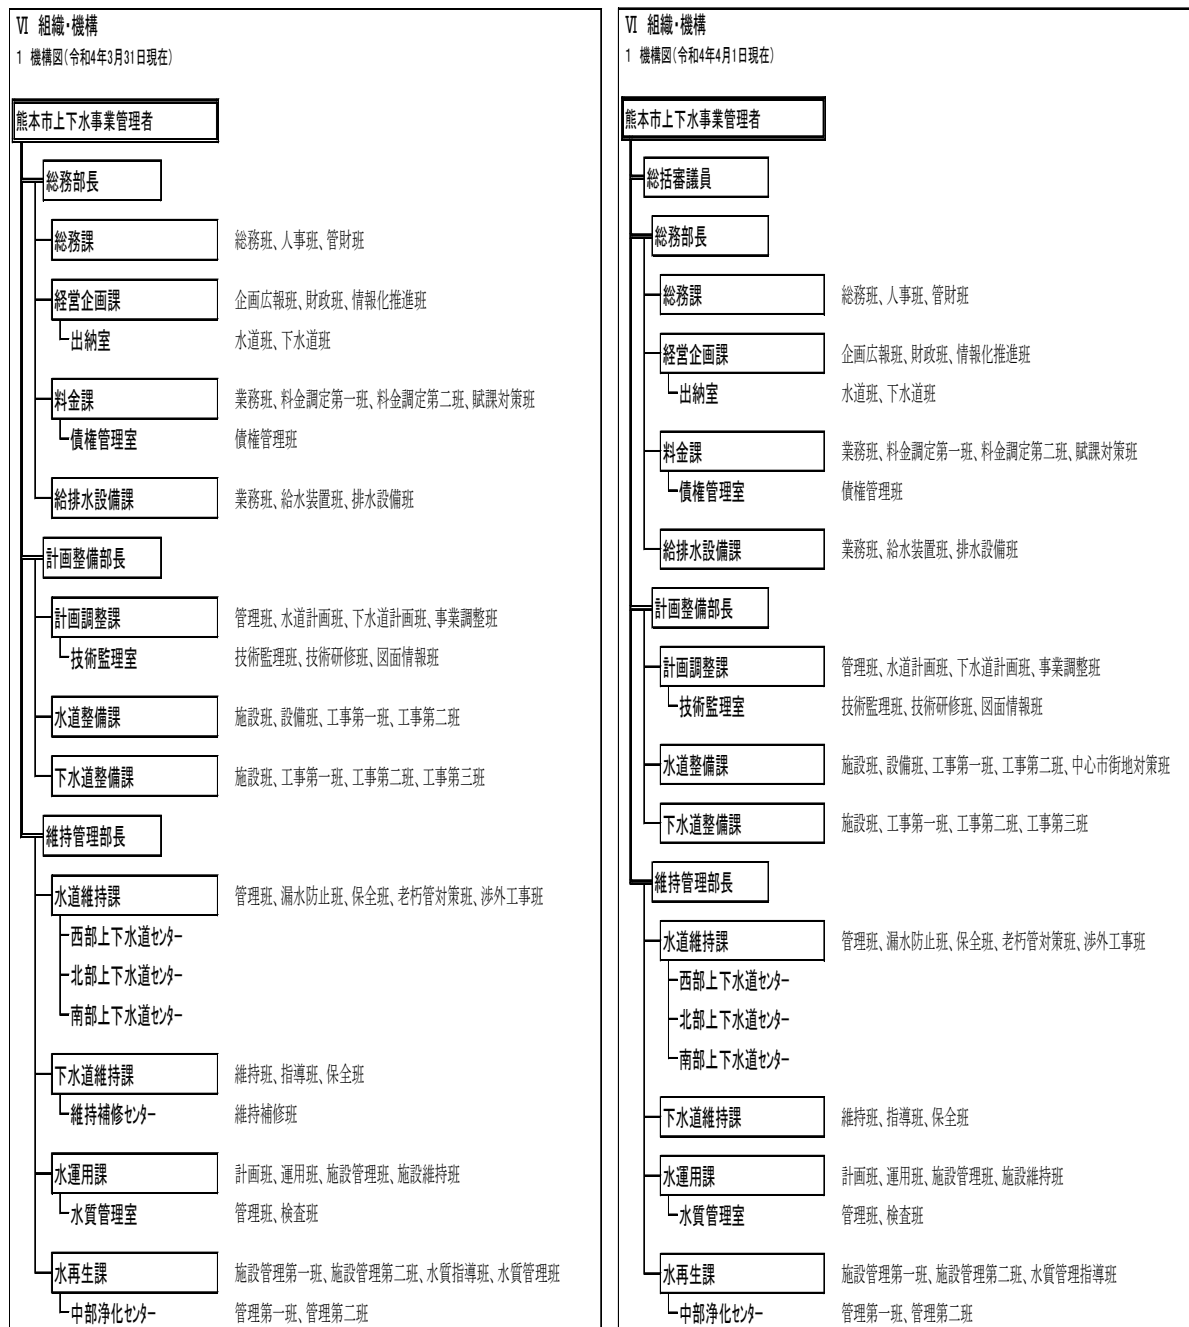 Ⅵ 組織・機構
1 機構図(令和4年3月31日現在)
熊本市上下水事業管理者
総務部長
総務課 総務班、人事班、管財班
経営企画課 企画広報班、財政班、情報化推進班
出納室 水道班、下水道班
料金課 業務班、料金調定第一班、料金調定第二班、賦課対策班
債権管理室 債権管理班
給排水設備課 業務班、給水装置班、排水設備班
計画整備部長
計画調整課 管理班、水道計画班、下水道計画班、事業調整班
技術監理室 技術監理班、技術研修班、図面情報班
水道整備課 施設班、設備班、工事第一班、工事第二班
下水道整備課 施設班、工事第一班、工事第二班、工事第三班
維持管理部長
水道維持課 管理班、漏水防止班、保全班、老朽管対策班、渉外工事班
西部上下水道センター
北部上下水道センター
南部上下水道センター
下水道維持課 維持班、指導班、保全班
維持補修センター 維持補修班
水運用課 計画班、運用班、施設管理班、施設維持班
水質管理室 管理班、検査班
水再生課 施設管理第一班、施設管理第二班、水質指導班、水質管理班
中部浄化センター 管理第一班、管理第二班
Ⅵ 組織・機構
1 機構図(令和4年4月1日現在)
熊本市上下水事業管理者
総括審議員
総務部長
総務課 総務班、人事班、管財班
経営企画課 企画広報班、財政班、情報化推進班
出納室 水道班、下水道班
料金課 業務班、料金調定第一班、料金調定第二班、賦課対策班
債権管理室 債権管理班
給排水設備課 業務班、給水装置班、排水設備班
計画整備部長
計画調整課 管理班、水道計画班、下水道計画班、事業調整班
技術監理室 技術監理班、技術研修班、図面情報班
水道整備課 施設班、設備班、工事第一班、工事第二班、中心市街地対策班
下水道整備課 施設班、工事第一班、工事第二班、工事第三班
維持管理部長
水道維持課 管理班、漏水防止班、保全班、老朽管対策班、渉外工事班
西部上下水道センター
北部上下水道センター
南部上下水道センター
下水道維持課 維持班、指導班、保全班
水運用課 計画班、運用班、施設管理班、施設維持班
水質管理室 管理班、検査班
水再生課 施設管理第一班、施設管理第二班、水質管理指導班
中部浄化センター 管理第一班、管理第二班